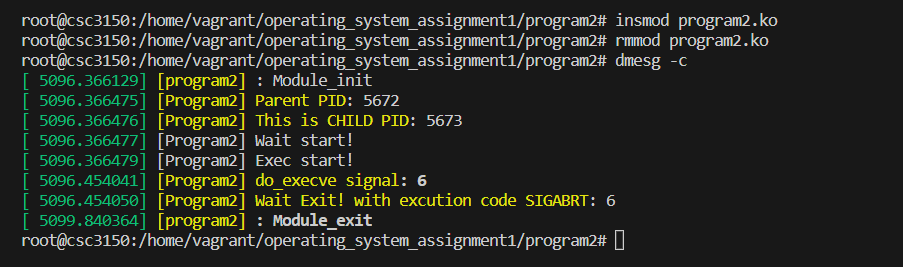 root@csc3150:/home/vagrant/operating_system_assignment1/program2# insmod program2.ko
root@csc3150:/home/vagrant/operating_system_assignment1/program2# rmmod program2.ko
root@csc3150:/home/vagrant/operating_system_assignment1/program2# dmesg -c
[ 5096.366129] [program2] : Module_init
[ 5096.366475] [Program2] Parent PID: 5672
[ 5096.366476] [Program2] This is CHILD PID: 5673
[ 5096.366477] [Program2] Wait start!
[ 5096.366479] [Program2] Exec start!
[ 5096.454041] [Program2] do_execve signal: 6
[ 5096.454050] [Program2] Wait Exit! with excution code SIGABRT: 6
[ 5099.840364] [program2] : Module_exit
root@csc3150:/home/vagrant/operating_system_assignment1/program2#